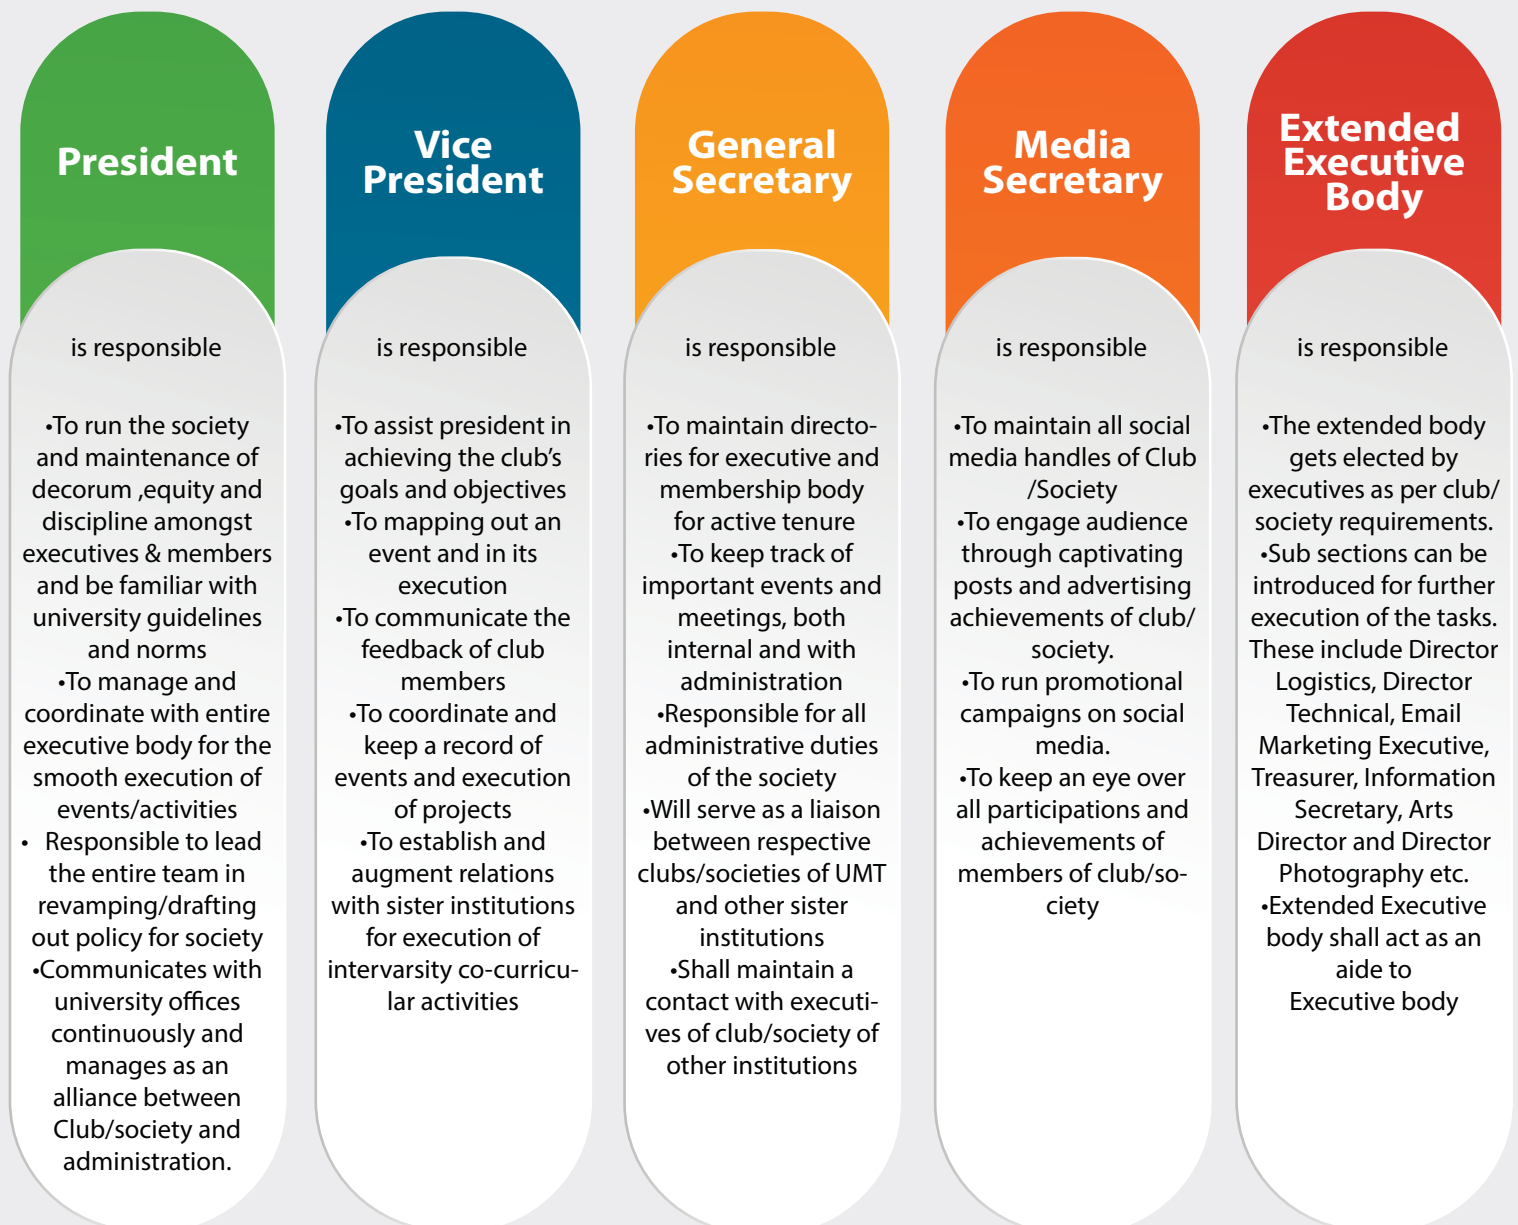 President
is responsible
•To run the society
and maintenance of
decorum ,equity and
discipline amongst
executives & members
and be familiar with
university guidelines
and norms
•To manage and
coordinate with entire
executive body for the
smooth execution of
events/activities
• Responsible to lead
the entire team in
revamping/drafting
out policy for society
•Communicates with
university offices
continuously and
manages as an
alliance between
Club/society and
administration.
Vice
President
is responsible
•To assist president in
achieving the club's
goals and objectives
•To mapping out an
event and in its
execution
•To communicate the
feedback of club
members
•To coordinate and
keep a record of
events and execution
of projects
•To establish and
augment relations
with sister institutions
for execution of
intervarsity co-curricu-
lar activities
General
Secretary
is responsible
•To maintain directo-
ries for executive and
membership body
for active tenure
•To keep track of
important events and
meetings, both
internal and with
administration
•Responsible for all
administrative duties
of the society
•Will serve as a liaison
between respective
clubs/societies of UMT
and other sister
institutions
•Shall maintain a
contact with executi-
ves of club/society of
other institutions
Media
Secretary
is responsible
•To maintain all social
media handles of Club
/Society
•To engage audience
through captivating
posts and advertising
achievements of club/
society.
•To run promotional
campaigns on social
media.
•To keep an eye over
all participations and
achievements of
members of club/so-
ciety
Extended
Executive
Body
is responsible
•The extended body
gets elected by
executives as per club/
society requirements.
•Sub sections can be
introduced for further
execution of the tasks.
These include Director
Logistics, Director
Technical, Email
Marketing Executive,
Treasurer, Information
Secretary, Arts
Director and Director
Photography etc.
•Extended Executive
body shall act as an
aide to
Executive body